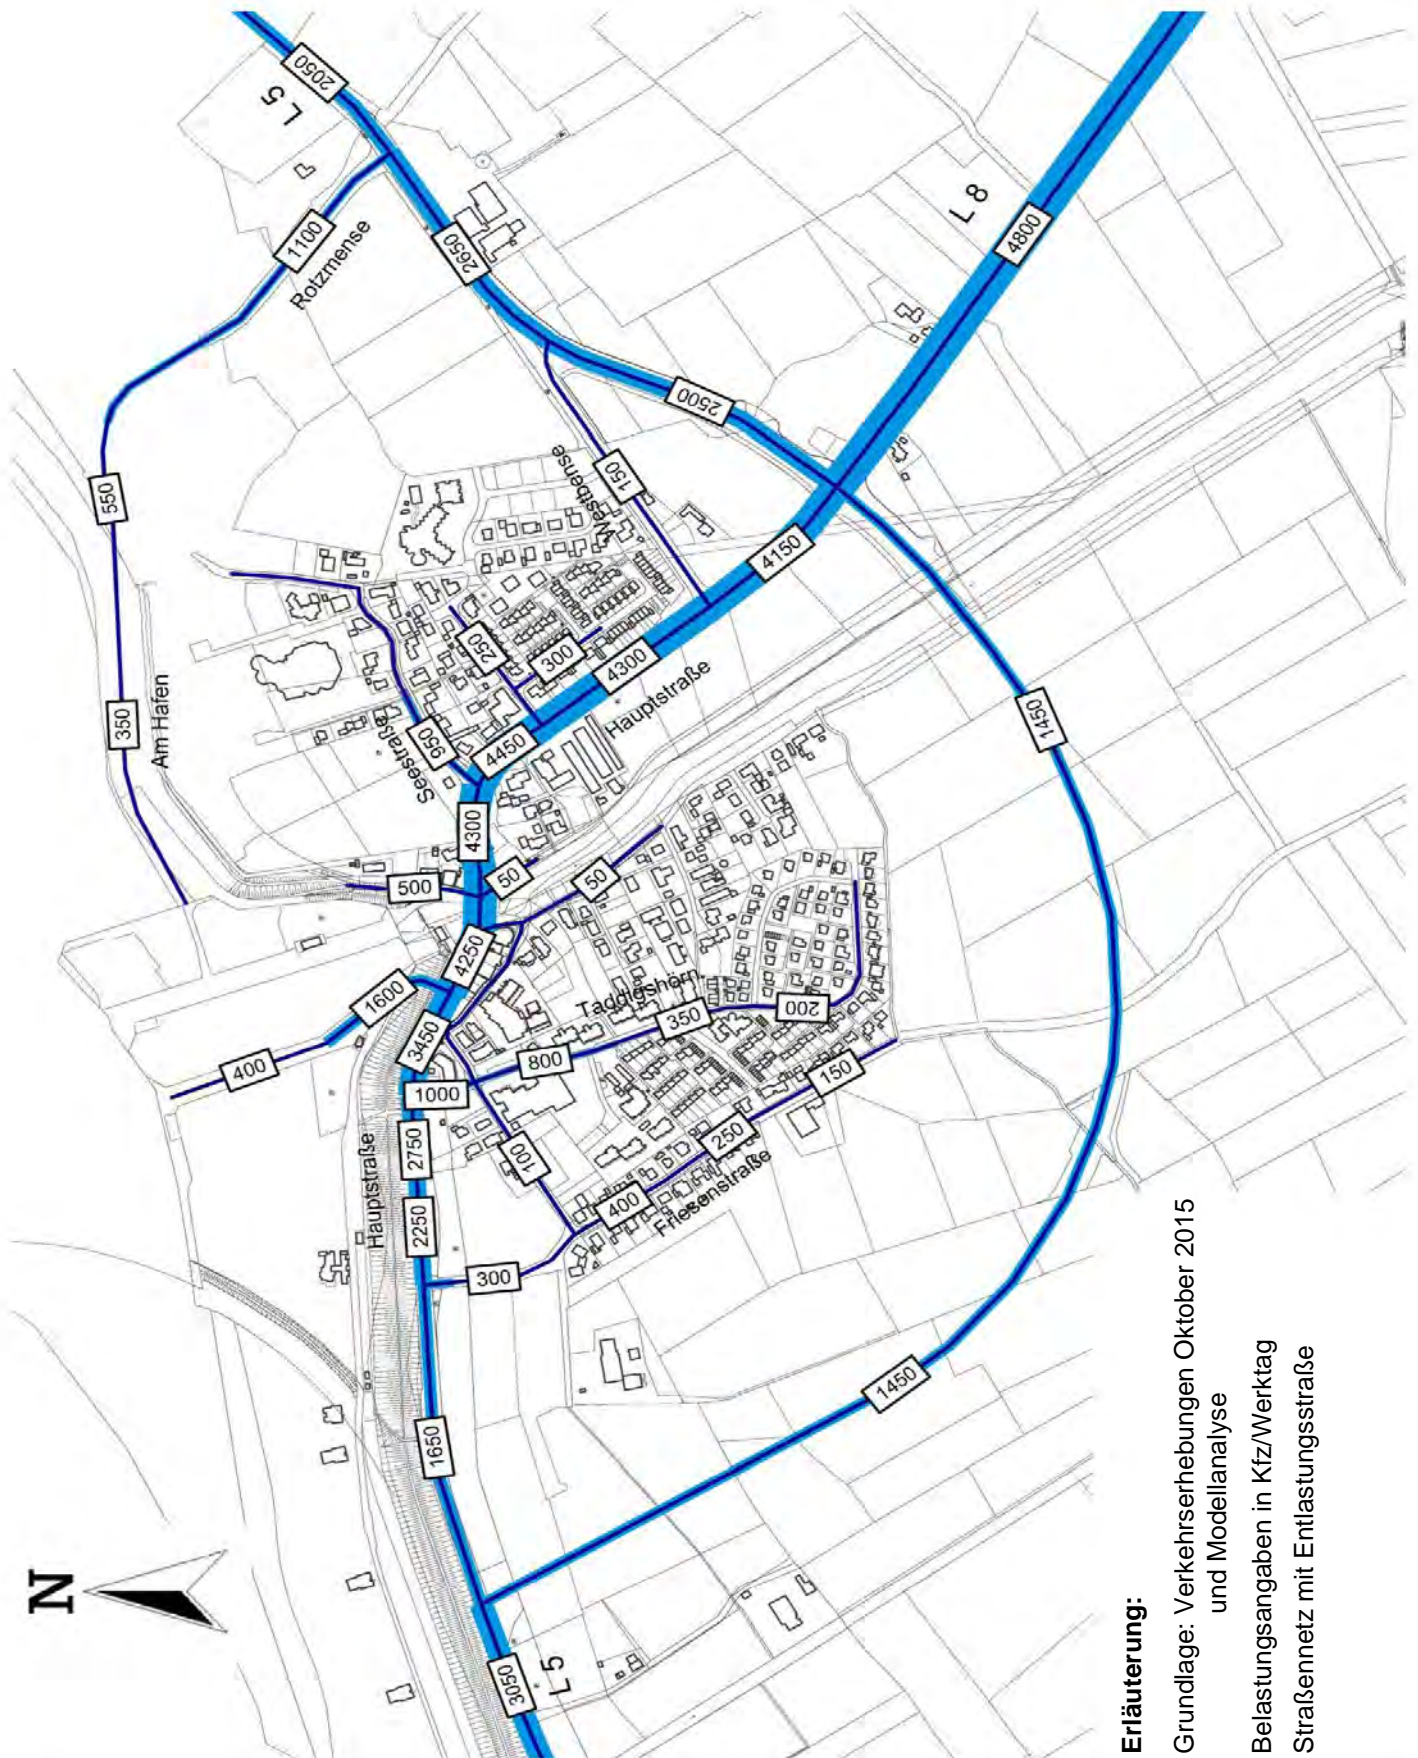 2050
L 5
1100
Rotzmense
2650
L 8
4800
2500
550
150
Westbense
4150
350
Am Hafen
250
300
4300
Hauptstraße
950
Seestraße
4450
1450
4300
500
50
50
4250
1600
400
3450
Taddigshörn
350
200
800
1000
150
2750
Hauptstraße
100
250
2250
400
Friesenstraße
300
1450
1650
3050
L 5
N
Erläuterung:
Grundlage: Verkehrserhebungen Oktober 2015
und Modellanalyse
Belastungsangaben in Kfz/Werktag
Straßennetz mit Entlastungsstraße